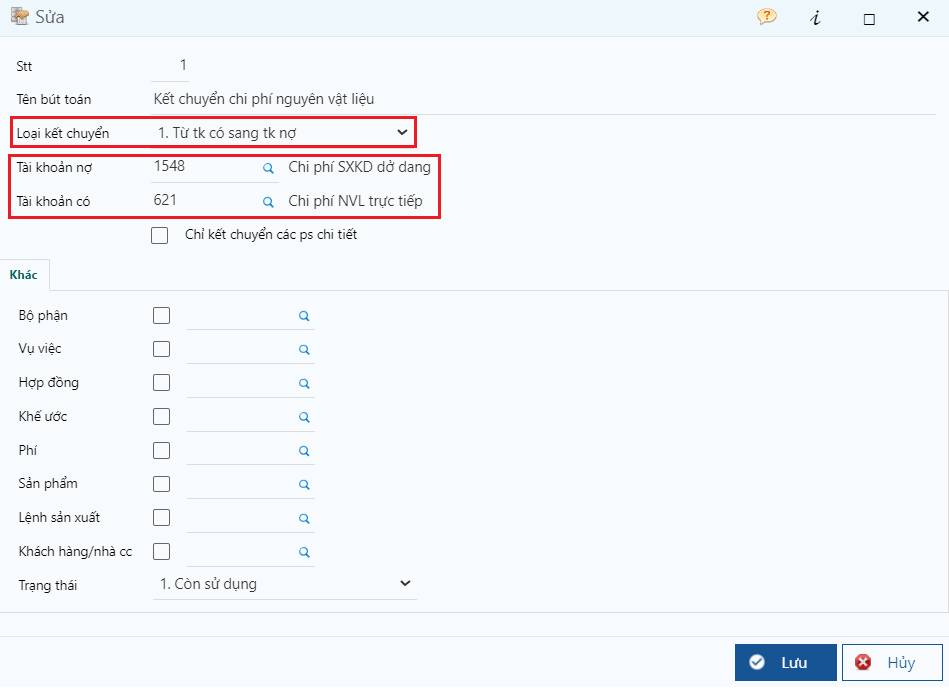 Sửa
Stt 1
Tên bút toán Kết chuyển chi phí nguyên vật liệu
Loại kết chuyển 1. Từ tk có sang tk nợ
Tài khoản nợ 1548 Chi phí SXKD dở dang
Tài khoản có 621 Chi phí NVL trực tiếp
Chỉ kết chuyển các ps chi tiết
Khác
Bộ phận
Vụ việc
Hợp đồng
Khế ước
Phí
Sản phẩm
Lệnh sản xuất
Khách hàng/nhà cc
Trạng thái 1. Còn sử dụng
Lưu Hủy